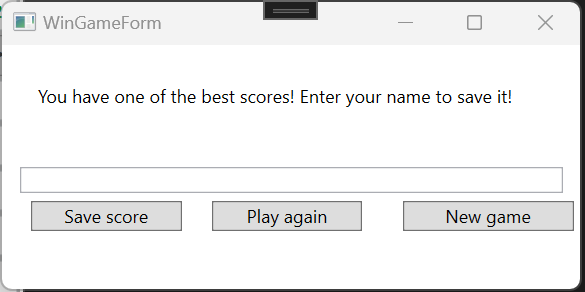 WinGameForm
You have one of the best scores! Enter your name to save it!
Save score Play again New game